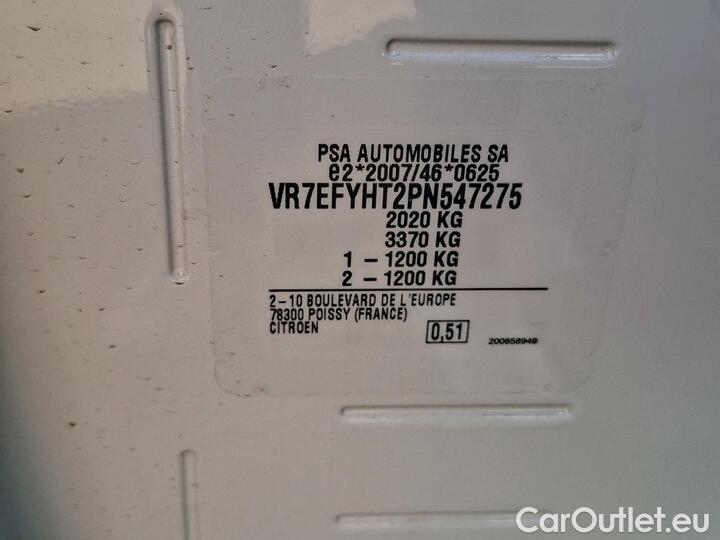 PSA AUTOMOBILES SA
e2*2007/46*0625
VR7EFYHT2PN547275
2020 KG
3370 KG
1 – 1200 KG
2 – 1200 KG
2–10 BOULEVARD DE L'EUROPE
78300 POISSY (FRANCE)
CITROEN
0,51
200658949
CarOutlet.eu